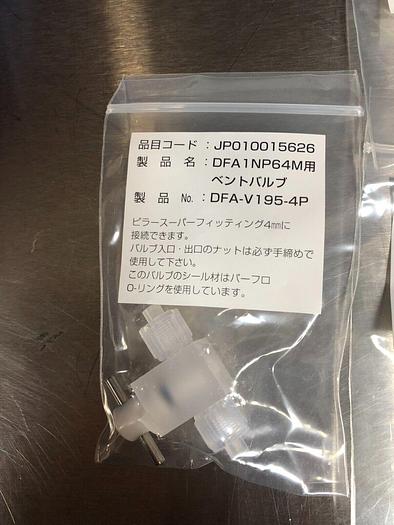 品目コード：JP010015626
製品名：DFA1NP64M用
ベントバルブ
製品 No.：DFA-V195-4P
ピラースーパーフィッティング4mmに
接続できます。
バルブ入口・出口のナットは必ず手締めで
使用して下さい。
このバルブのシール材はパーフロ
O-リングを使用しています。